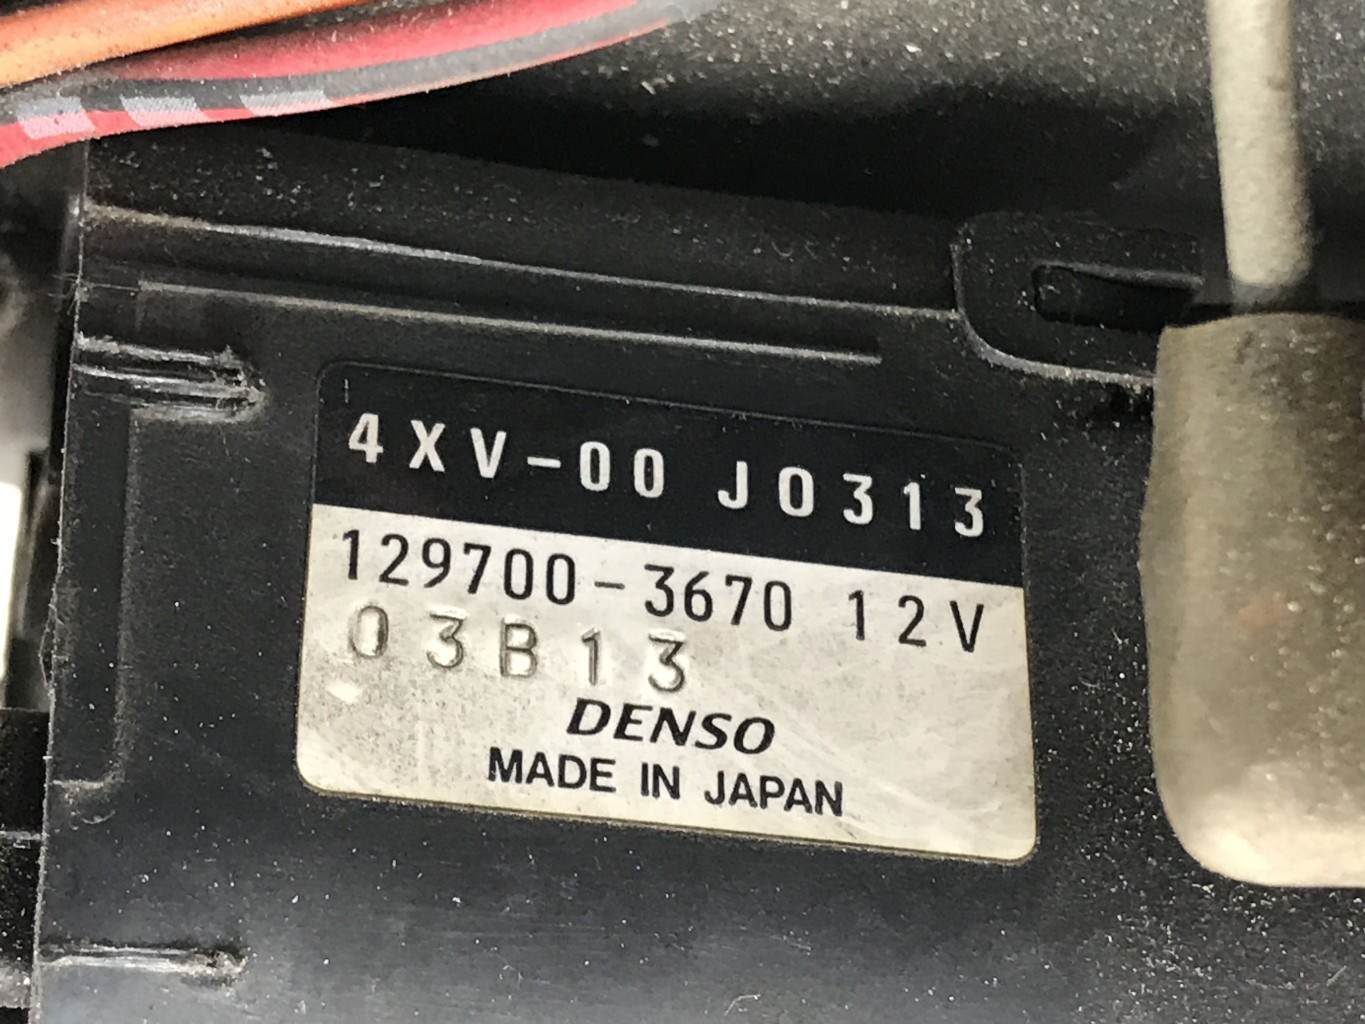 4XV-00 J0313
129700-3670 12V
03B13
DENSO
MADE IN JAPAN